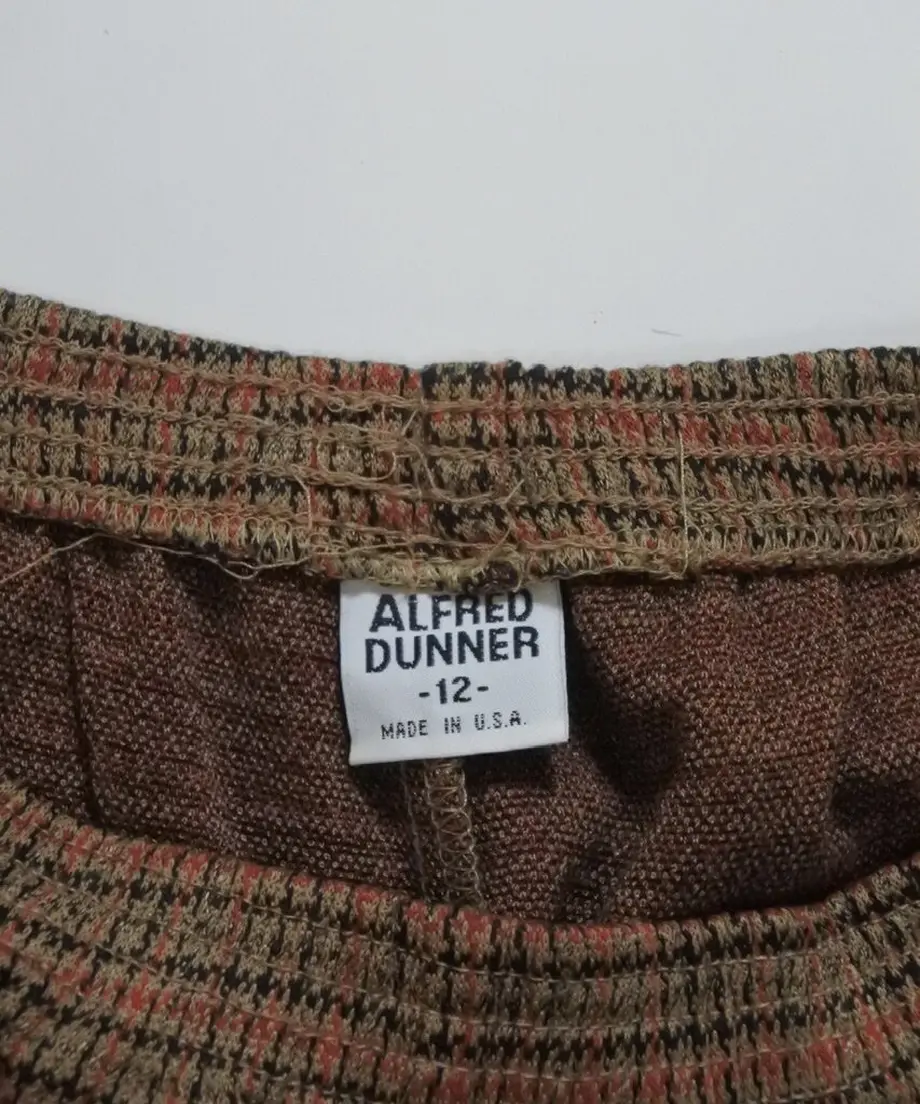 ALFRED
DUNNER
-12-
MADE IN U.S.A.